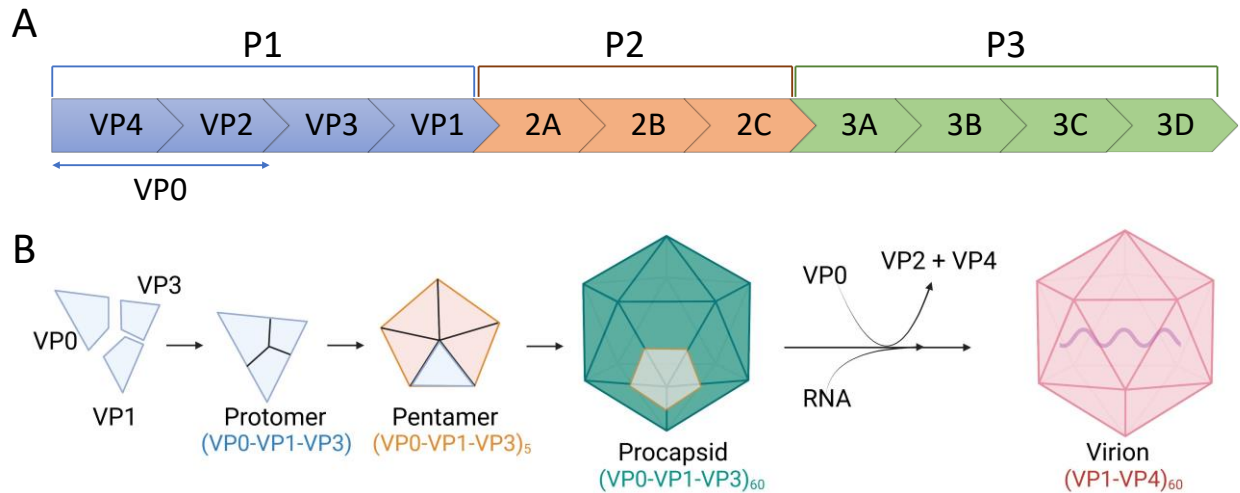 A
P1 P2 P3
VP4 VP2 VP3 VP1 2A 2B 2C 3A 3B 3C 3D
VP0
B
VP3
VP0
VP1
Protomer
(VP0-VP1-VP3)
Pentamer
(VP0-VP1-VP3)₅
Procapsid
(VP0-VP1-VP3)₆₀
VP0
VP2 + VP4
RNA
Virion
(VP1-VP4)₆₀